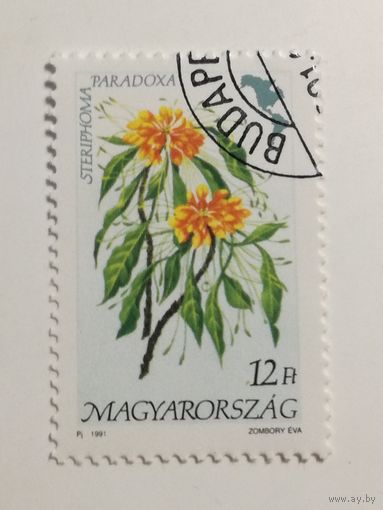 STERIPHOMA
PARADOXA
BUDAPE
12 Ft
MAGYARORSZÁG
Pj 1991
ZOMBORY ÉVA
www.ay.by